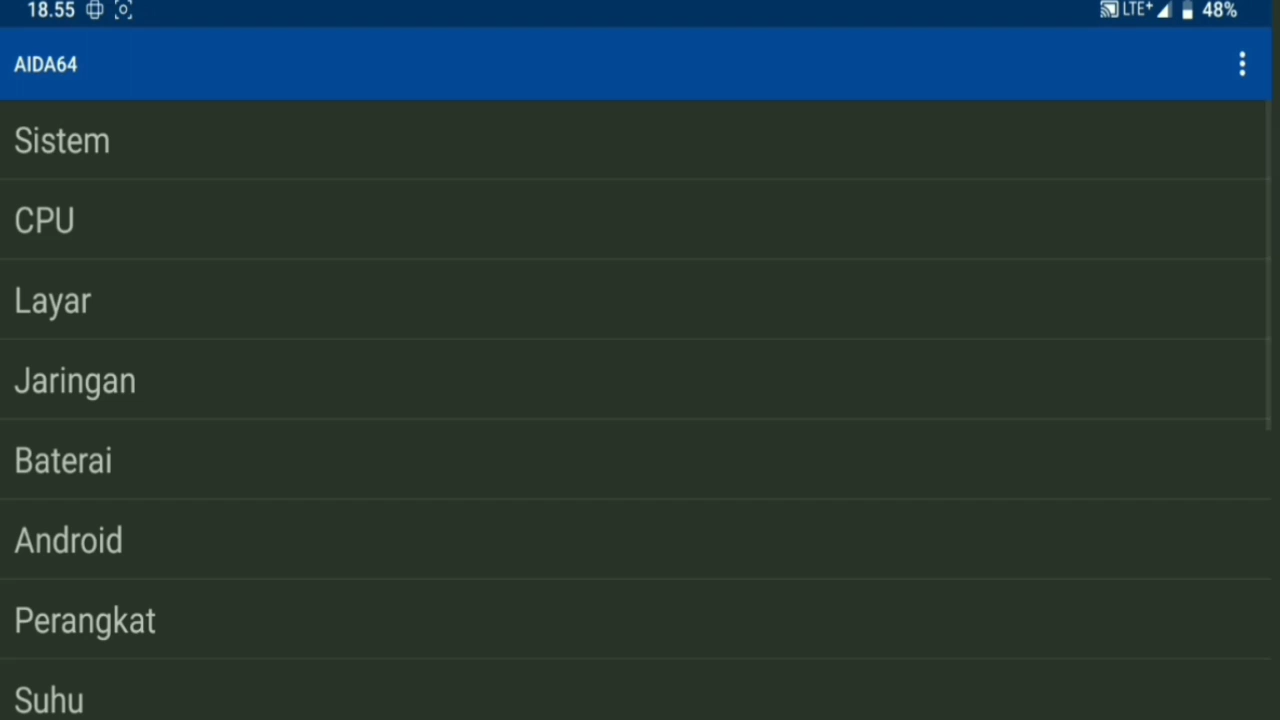 18.55 LTE+ 48%
AIDA64
Sistem
CPU
Layar
Jaringan
Baterai
Android
Perangkat
Suhu